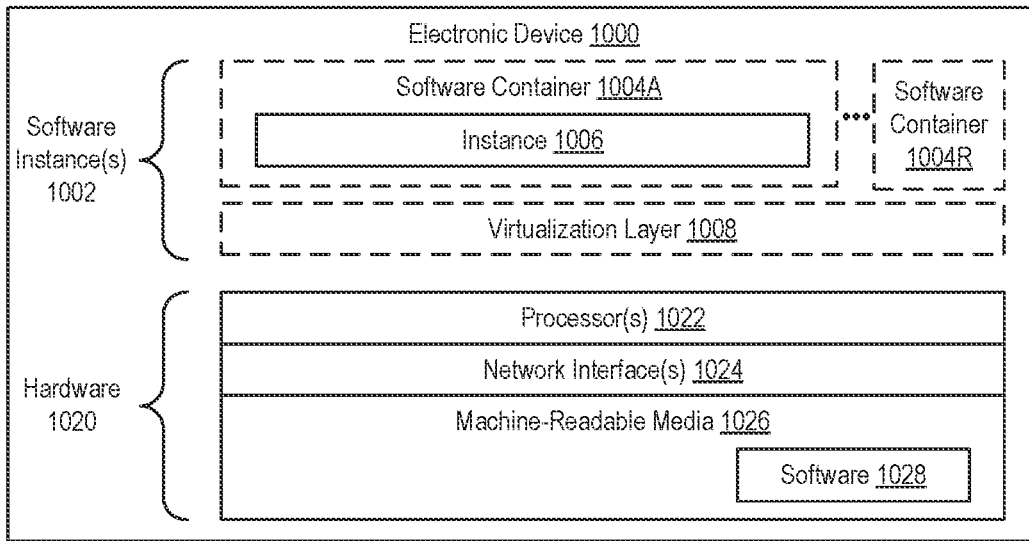 Electronic Device 1000
Software
Instance(s)
1002
Software Container 1004A
Instance 1006
Software
Container
1004R
Virtualization Layer 1008
Hardware
1020
Processor(s) 1022
Network Interface(s) 1024
Machine-Readable Media 1026
Software 1028